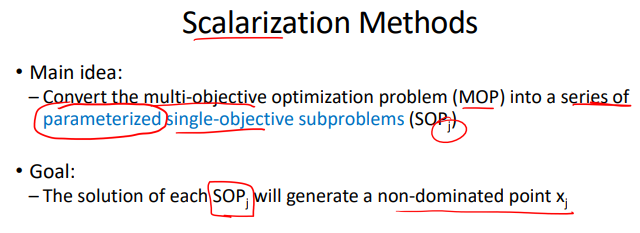 Scalarization Methods
• Main idea:
– Convert the multi-objective optimization problem (MOP) into a series of
parameterized single-objective subproblems (SOPj)
• Goal:
– The solution of each SOPj will generate a non-dominated point xj